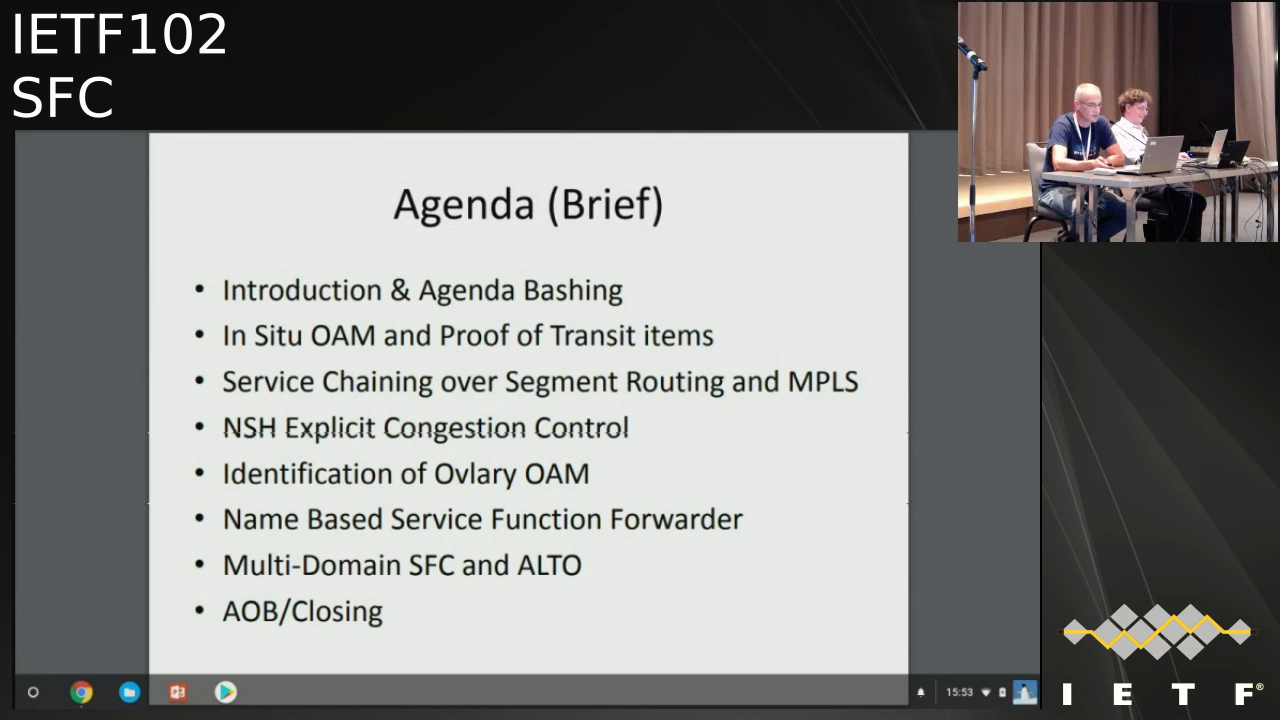 IETF102
SFC
Agenda (Brief)
• Introduction & Agenda Bashing
• In Situ OAM and Proof of Transit items
• Service Chaining over Segment Routing and MPLS
• NSH Explicit Congestion Control
• Identification of Ovlary OAM
• Name Based Service Function Forwarder
• Multi-Domain SFC and ALTO
• AOB/Closing
15:53
I E T F®